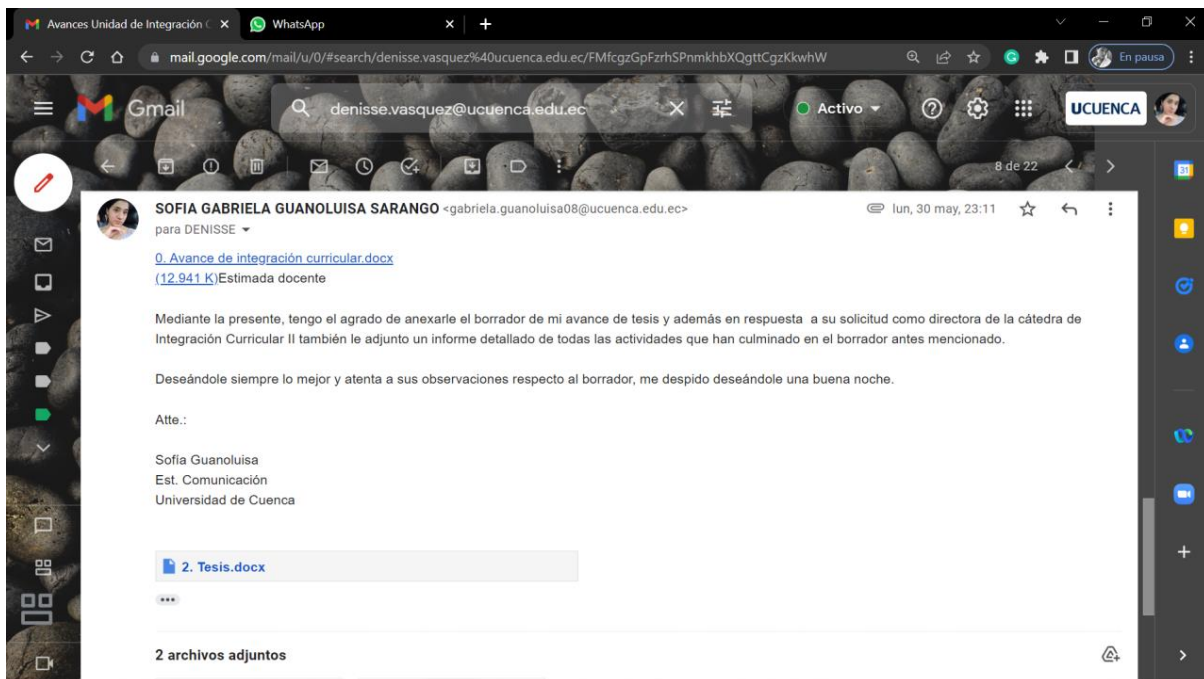 Avances Unidad de Integración C
WhatsApp
mail.google.com/mail/u/0/#search/denisse.vasquez%40ucuenca.edu.ec/FMfcgzGpFzrhSPnmkhbXQgttCgzKkwhW
En pausa
Gmail
denisse.vasquez@ucuenca.edu.ec
Activo
UCUENCA
8 de 22
31
SOFIA GABRIELA GUANOLUISA SARANGO <gabriela.guanoluisa08@ucuenca.edu.ec>
lun, 30 may, 23:11
para DENISSE
0. Avance de integración curricular.docx
(12.941 K)Estimada docente
Mediante la presente, tengo el agrado de anexarle el borrador de mi avance de tesis y además en respuesta a su solicitud como directora de la cátedra de
Integración Curricular II también le adjunto un informe detallado de todas las actividades que han culminado en el borrador antes mencionado.
Deseándole siempre lo mejor y atenta a sus observaciones respecto al borrador, me despido deseándole una buena noche.
Atte.:
Sofía Guanoluisa
Est. Comunicación
Universidad de Cuenca
2. Tesis.docx
2 archivos adjuntos